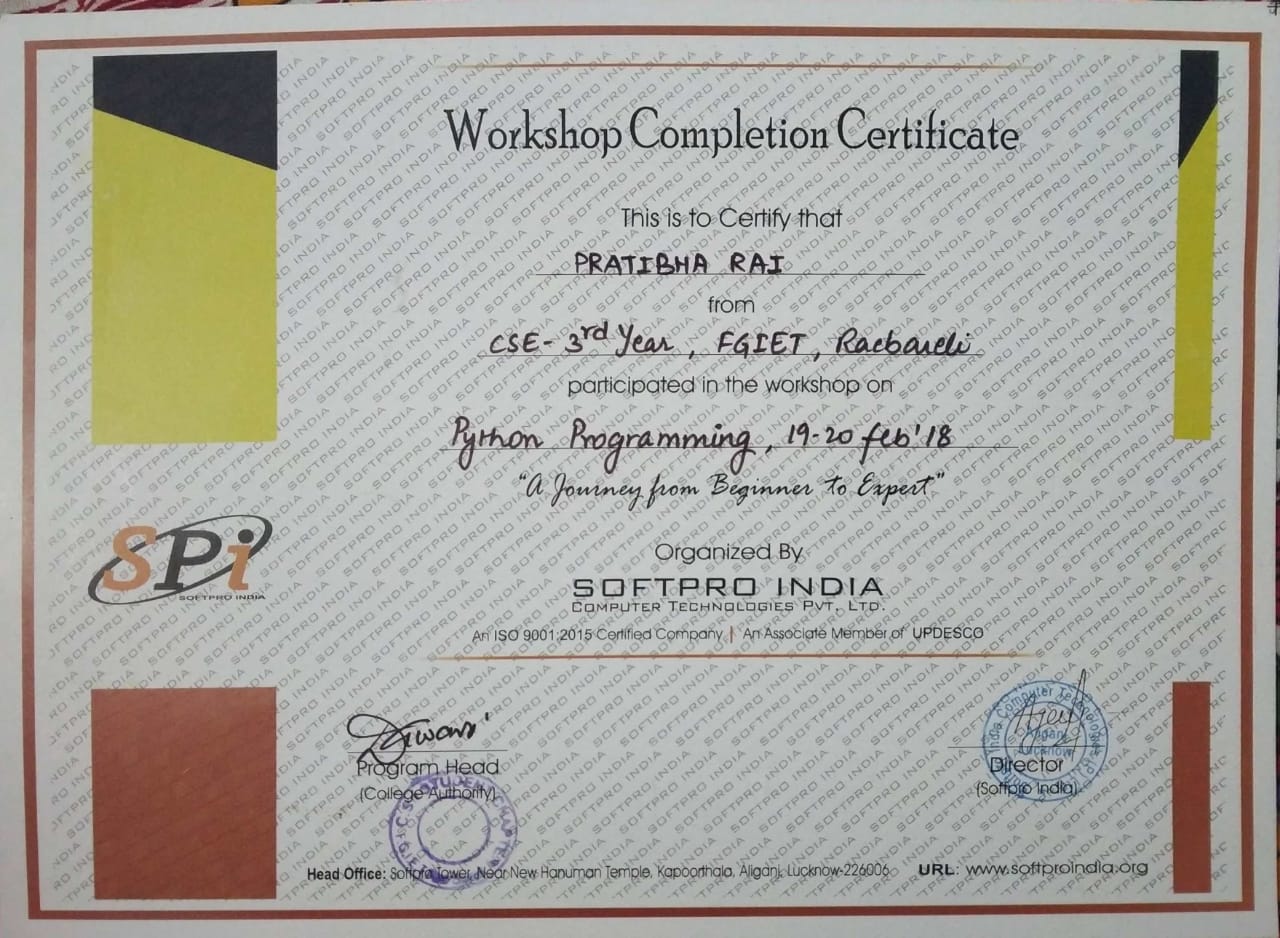 Workshop Completion Certificate
This is to Certify that
PRATIBHA RAI
from
CSE- 3rd Year, FGIET, Raebareli
participated in the workshop on
Python Programming, 19-20 feb'18
"A Journey from Beginner to Expert"
SPi
SOFTPRO INDIA
Organized By
SOFTPRO INDIA
COMPUTER TECHNOLOGIES PVT. LTD.
An ISO 9001:2015 Certified Company | An Associate Member of UPDESCO
Program Head
(College Authority)
Director
(Softpro India)
Aliganj
Lucknow
Head Office: Softpro Tower, Near New Hanuman Temple, Kapoorthala, Aliganj, Lucknow-226006 URL: www.softproindia.org